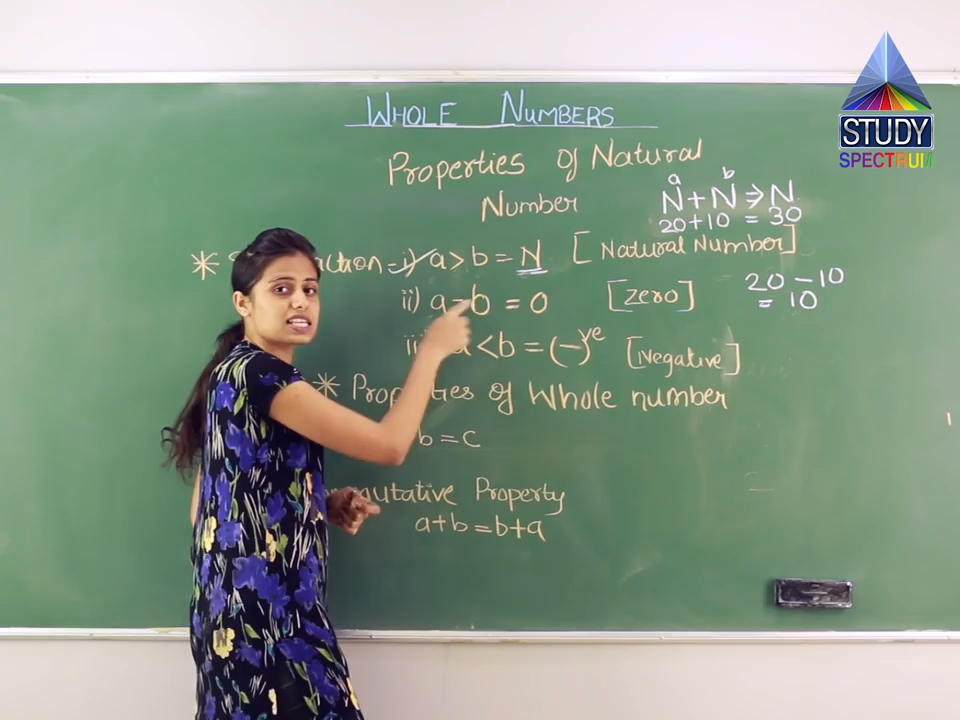 WHOLE NUMBERS
STUDY
SPECTRUM
Properties of Natural
Number
a b
N + N ⇒ N
20 + 10 = 30
* i) a > b = N [Natural Number]
20 - 10
= 10
ii) a = b = 0 [Zero]
a < b = (-)ve [Negative]
* Properties of Whole number
b = c
Property
a+b = b+a